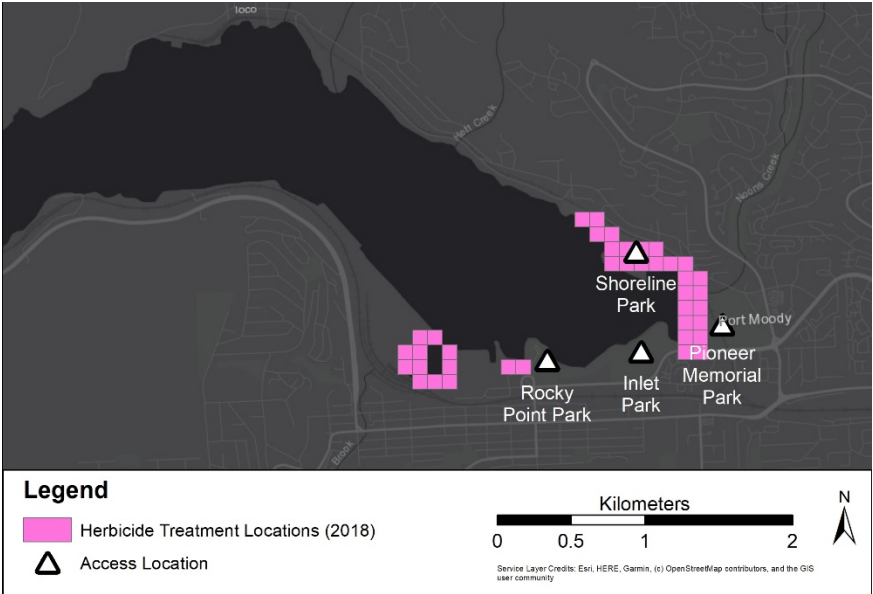 Ioco
Hett Creek
Noons Creek
Shoreline
Park
Port Moody
Pioneer
Memorial
Park
Inlet
Park
Rocky
Point Park
Brook
Legend
Herbicide Treatment Locations (2018)
Access Location
Kilometers
0 0.5 1 2
N
Service Layer Credits: Esri, HERE, Garmin, (c) OpenStreetMap contributors, and the GIS
user community